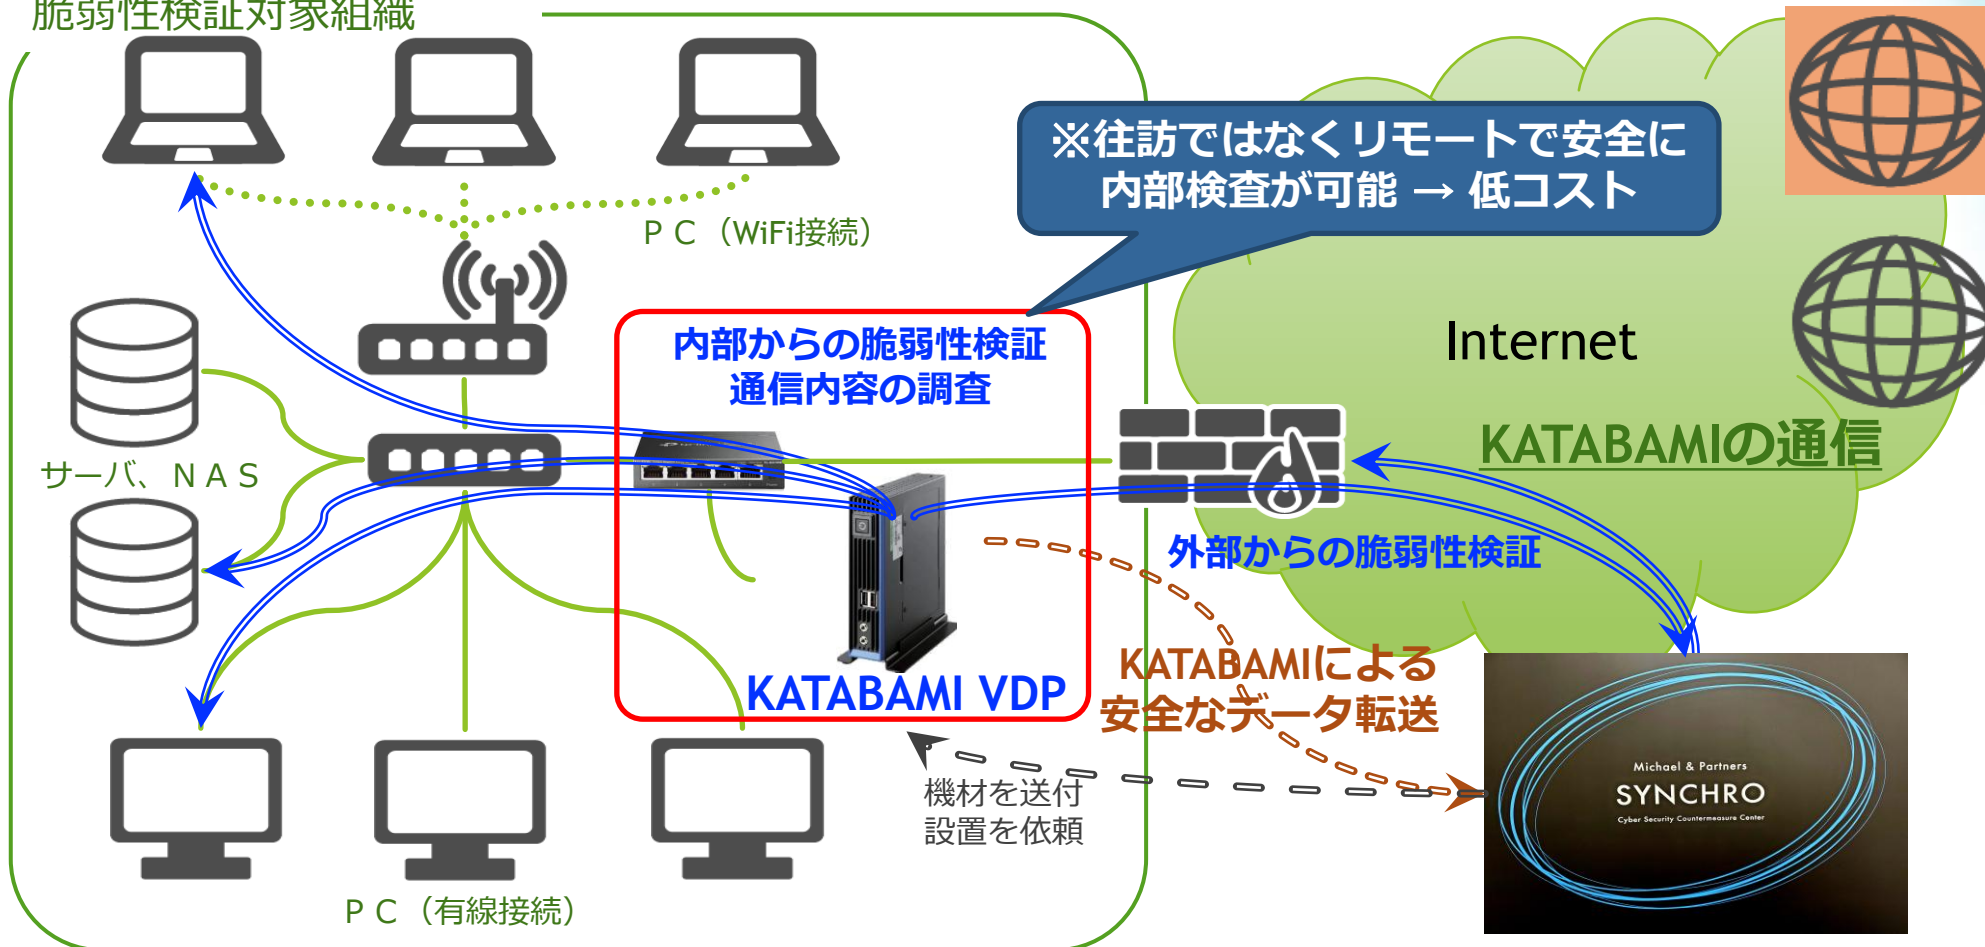 脆弱性検証対象組織
※往訪ではなくリモートで安全に
内部検査が可能 → 低コスト
ＰＣ（WiFi接続）
内部からの脆弱性検証
通信内容の調査
Internet
KATABAMIの通信
サーバ、ＮＡＳ
外部からの脆弱性検証
KATABAMI VDP
KATABAMIによる
安全なデータ転送
機材を送付
設置を依頼
Michael & Partners
SYNCHRO
Cyber Security Countermeasure Center
ＰＣ（有線接続）